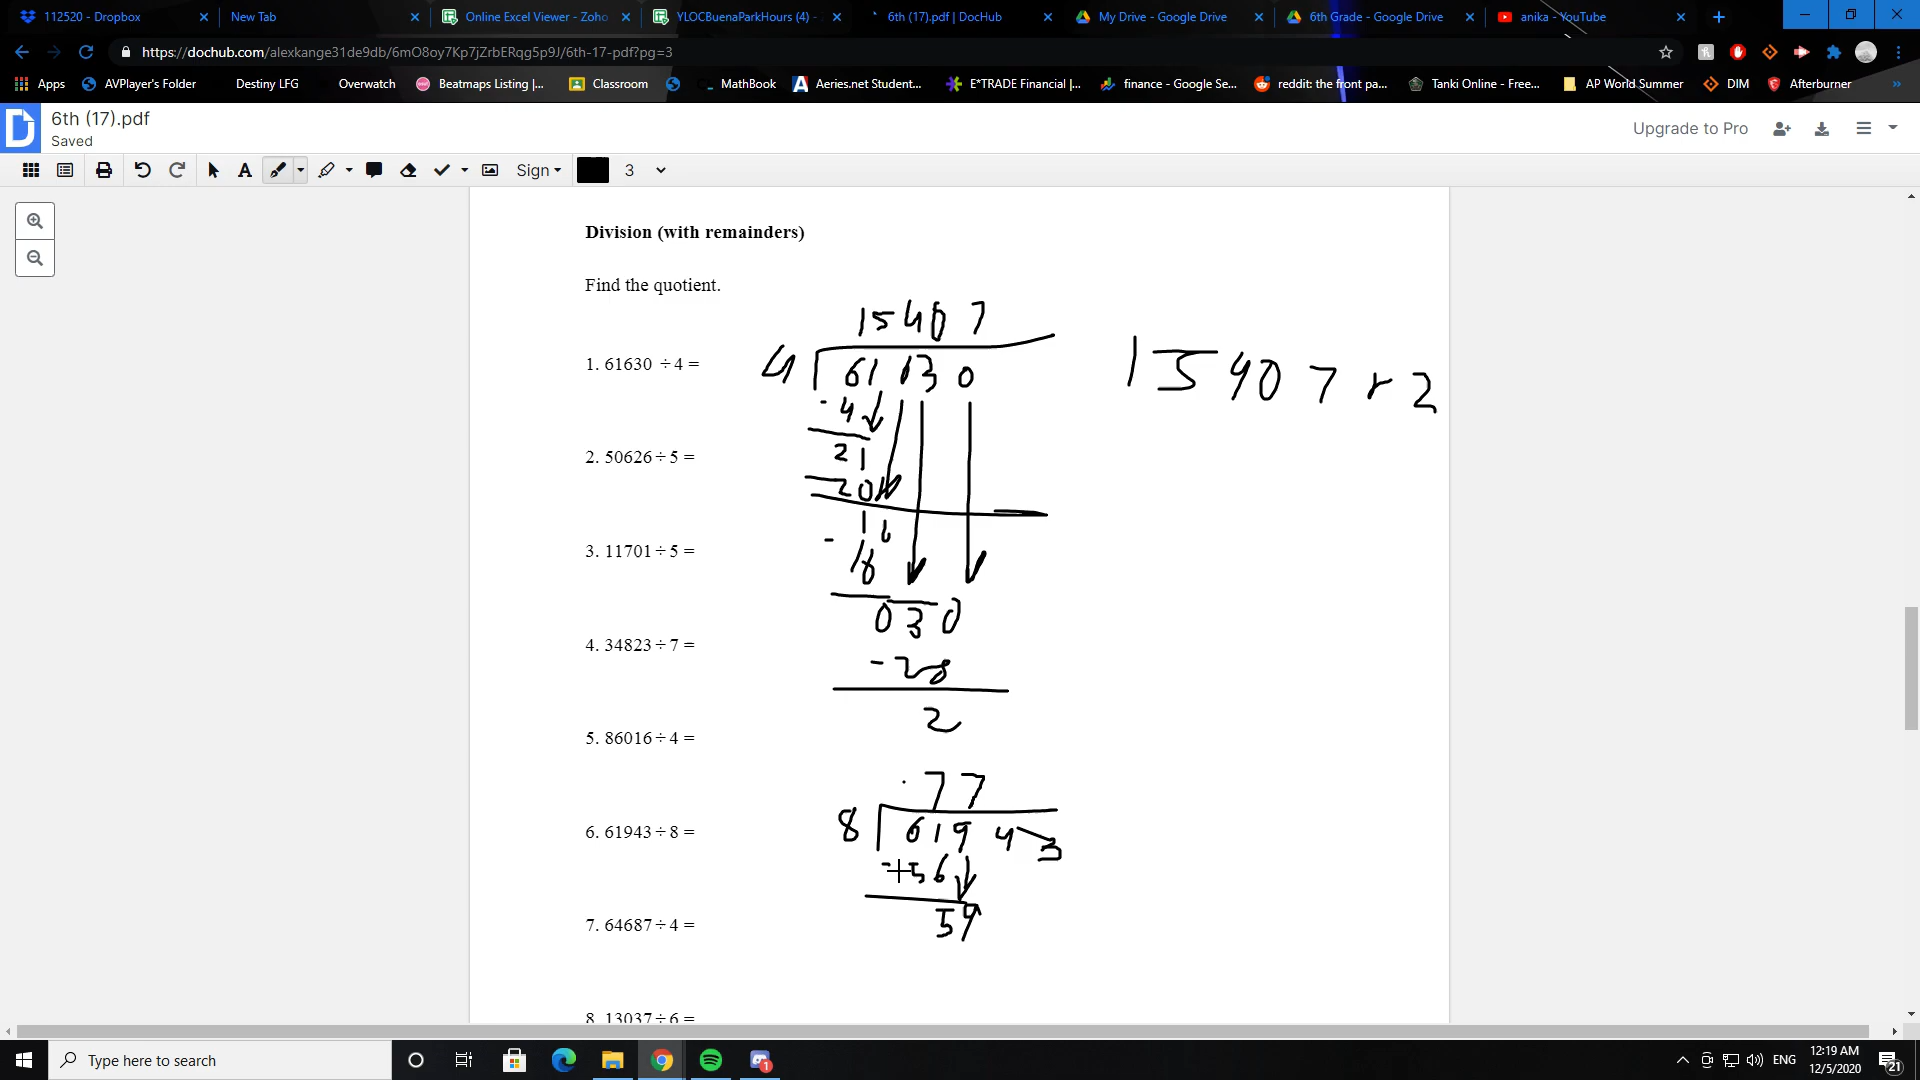 112520 - Dropbox
New Tab
Online Excel Viewer - Zoho
YLOCBuenaParkHours (4) -
6th (17).pdf | DocHub
My Drive - Google Drive
6th Grade - Google Drive
anika - YouTube
https://dochub.com/alexkange31de9db/6mO8oy7Kp7jZrbERqg5p9J/6th-17-pdf?pg=3
Apps
AVPlayer's Folder
Destiny LFG
Overwatch
Beatmaps Listing |...
Classroom
MathBook
Aeries.net Student...
E*TRADE Financial |...
finance - Google Se...
reddit: the front pa...
Tanki Online - Free...
AP World Summer
DIM
Afterburner
6th (17).pdf
Saved
Upgrade to Pro
Sign
3
Division (with remainders)
Find the quotient.
1. 61630 ÷ 4 =
2. 50626 ÷ 5 =
3. 11701 ÷ 5 =
4. 34823 ÷ 7 =
5. 86016 ÷ 4 =
6. 61943 ÷ 8 =
7. 64687 ÷ 4 =
8. 13037 ÷ 6 =
15407
4 61630
- 4
21
- 20
16
- 16
030
- 28
2
15407 r 2
77
8 61943
- 56
59
Type here to search
ENG
12:19 AM
12/5/2020
21
1